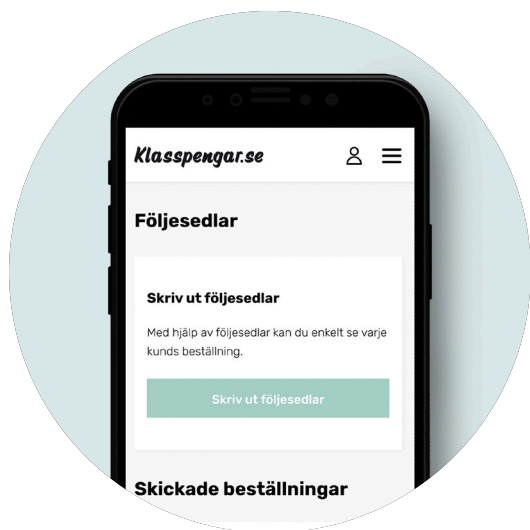 Klasspengar.se
Följesedlar
Skriv ut följesedlar
Med hjälp av följesedlar kan du enkelt se varje
kunds beställning.
Skriv ut följesedlar
Skickade beställningar